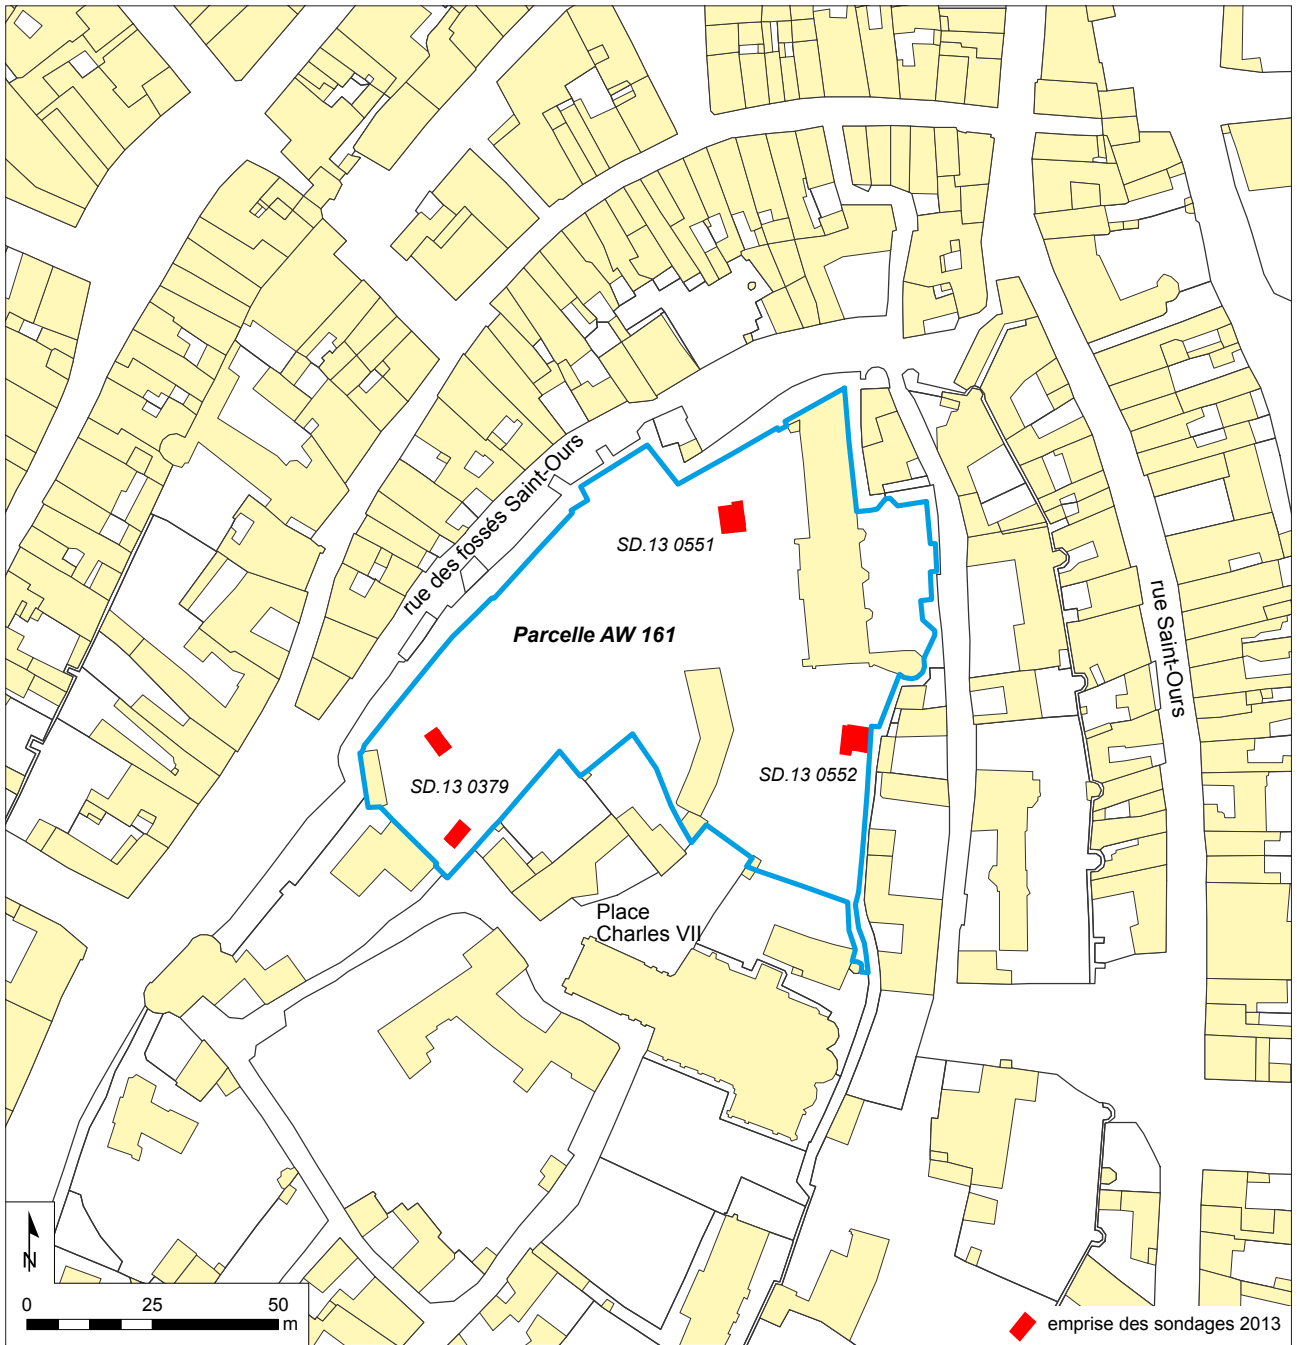 rue des fossés Saint-Ours
SD.13 0551
Parcelle AW 161
rue Saint-Ours
SD.13 0379
SD.13 0552
Place
Charles VII
N
0 25 50
m
emprise des sondages 2013